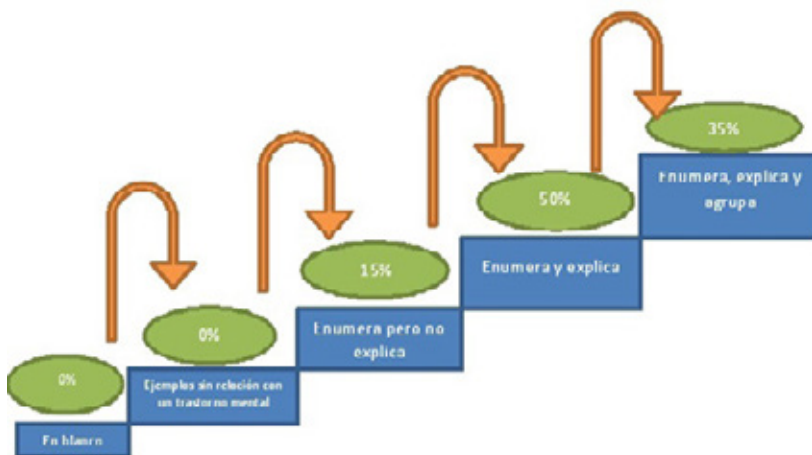 35%
Enumera, explica y
agrupa
50%
Enumera y explica
15%
Enumera pero no
explica
0%
Ejemplos sin relación con
un trastorno mental
0%
En blanco